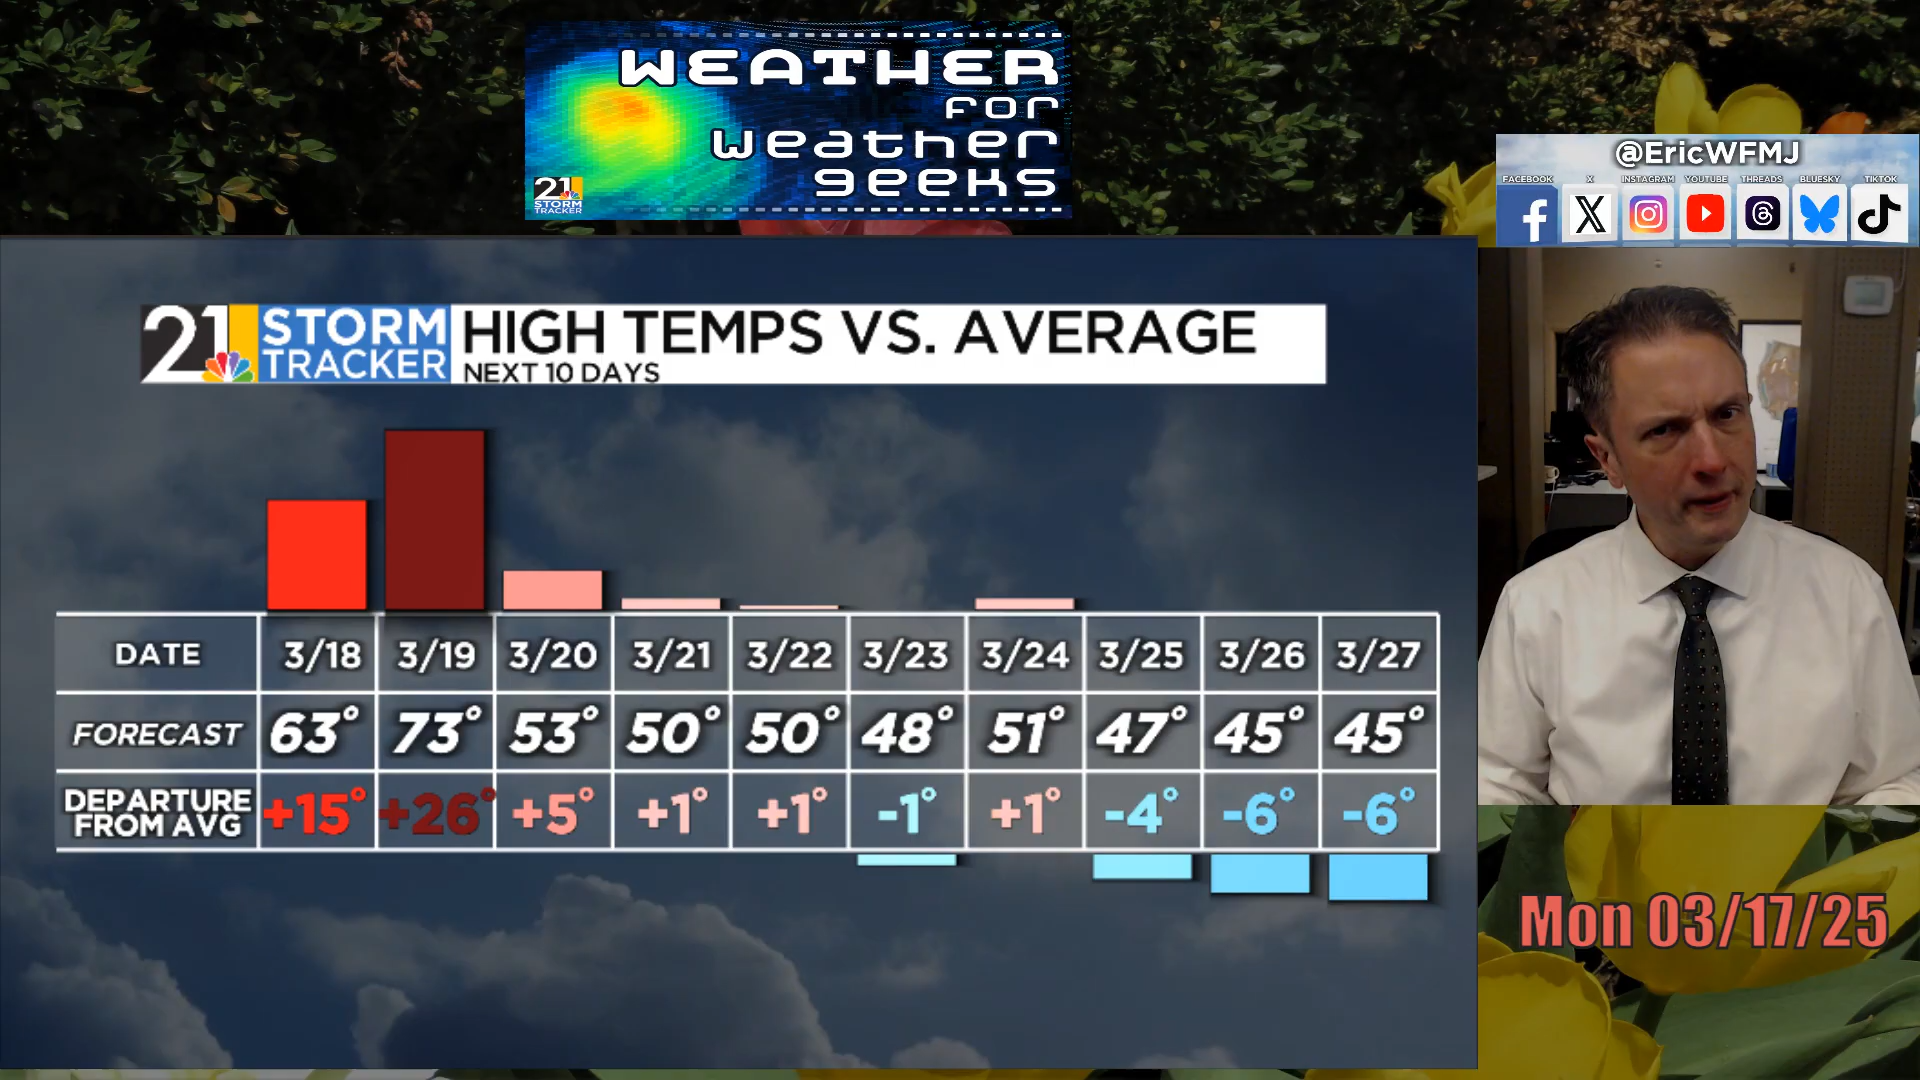 WEATHER
FOR
Weather
geeks
21
STORM
TRACKER
@EricWFMJ
FACEBOOK X INSTAGRAM YOUTUBE THREADS BLUESKY TIKTOK
21 STORM TRACKER
HIGH TEMPS VS. AVERAGE
NEXT 10 DAYS
DATE 3/18 3/19 3/20 3/21 3/22 3/23 3/24 3/25 3/26 3/27
FORECAST 63° 73° 53° 50° 50° 48° 51° 47° 45° 45°
DEPARTURE FROM AVG +15° +26° +5° +1° +1° -1° +1° -4° -6° -6°
Mon 03/17/25